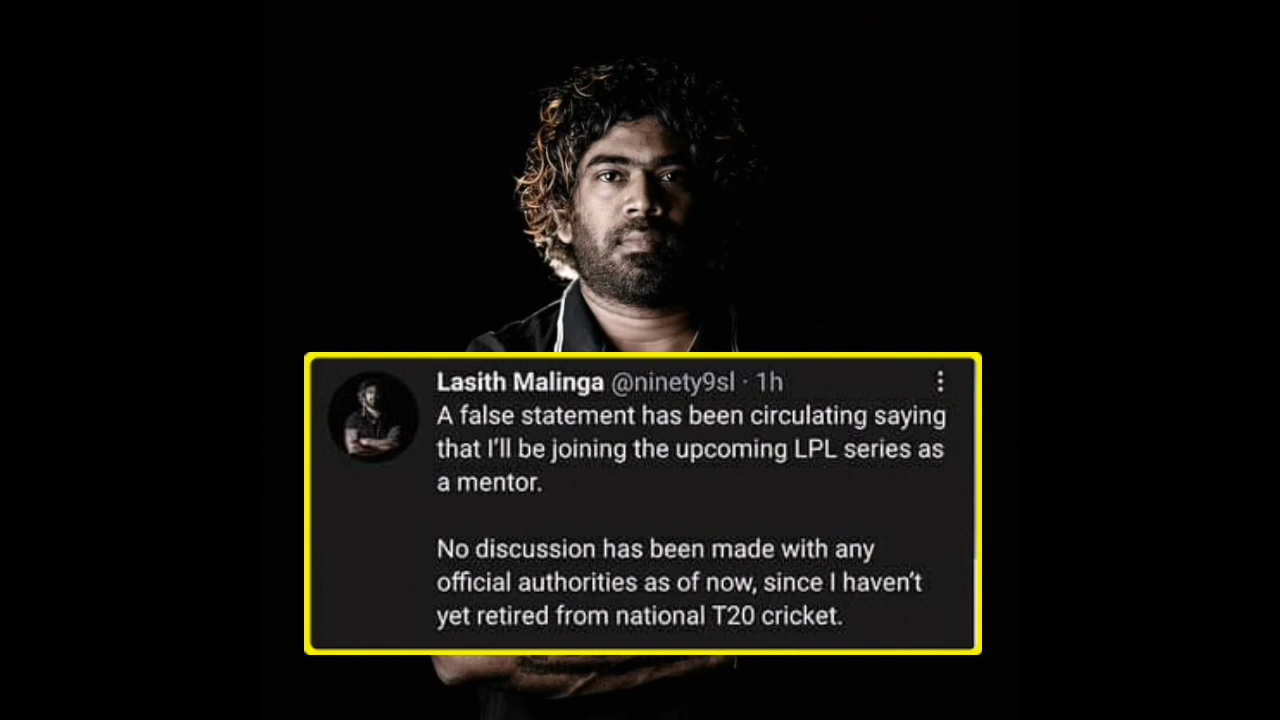 Lasith Malinga @ninety9sl · 1h
A false statement has been circulating saying
that I’ll be joining the upcoming LPL series as
a mentor.
No discussion has been made with any
official authorities as of now, since I haven’t
yet retired from national T20 cricket.